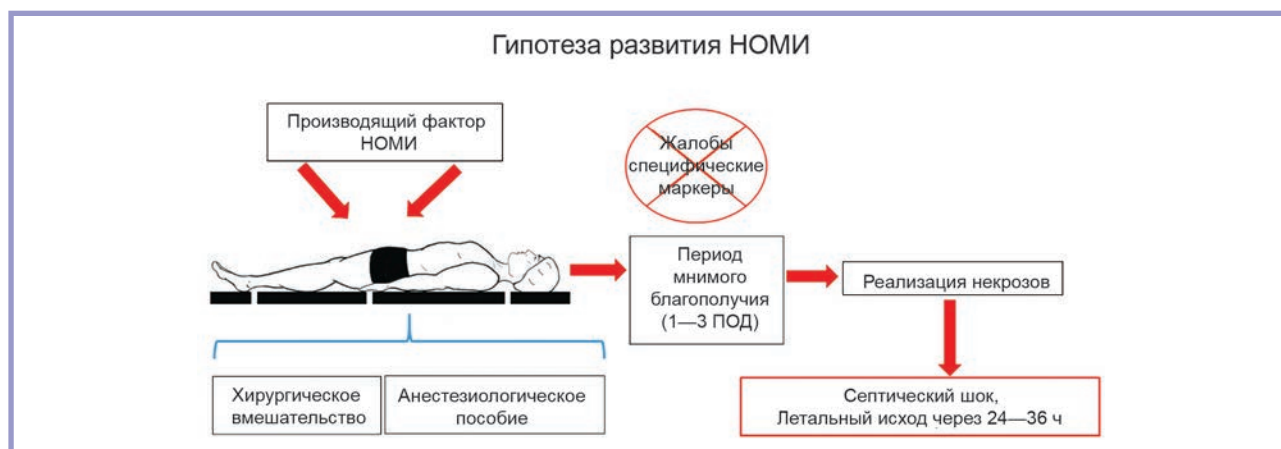 Гипотеза развития НОМИ
Производящий фактор
НОМИ
Жалобы
специфические
маркеры
Период
мнимого
благополучия
(1—3 ПОД)
Реализация некрозов
Хирургическое
вмешательство
Анестезиологическое
пособие
Септический шок,
Летальный исход через 24—36 ч